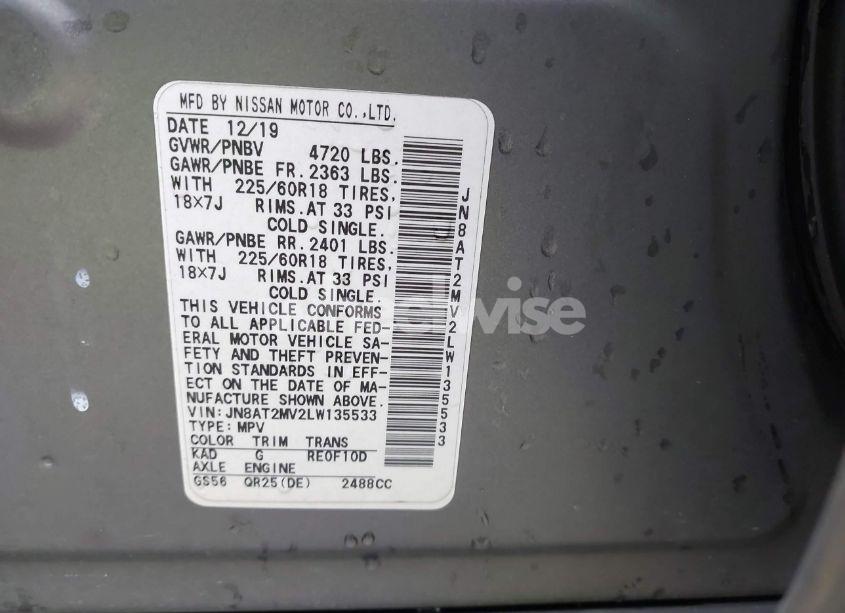 MFD BY NISSAN MOTOR CO.,LTD.
DATE 12/19
GVWR/PNBV 4720 LBS.
GAWR/PNBE FR. 2363 LBS.
WITH 225/60R18 TIRES,
18×7J RIMS.AT 33 PSI
COLD SINGLE.
GAWR/PNBE RR. 2401 LBS.
WITH 225/60R18 TIRES,
18×7J RIMS.AT 33 PSI
COLD SINGLE.
THIS VEHICLE CONFORMS
TO ALL APPLICABLE FED-
ERAL MOTOR VEHICLE SA-
FETY AND THEFT PREVEN-
TION STANDARDS IN EFF-
ECT ON THE DATE OF MA-
NUFACTURE SHOWN ABOVE.
VIN:JN8AT2MV2LW135533
TYPE:MPV
COLOR TRIM TRANS
KAD G RE0F10D
AXLE ENGINE
GS56 QR25(DE) 2488CC
JN8AT2MV2LW135533